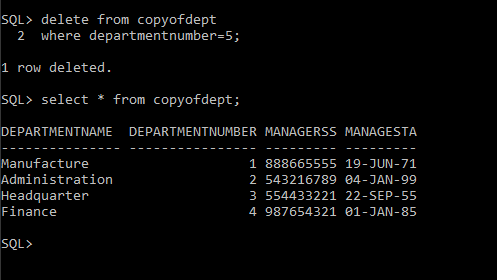 SQL> delete from copyofdept
  2  where departmentnumber=5;
1 row deleted.
SQL> select * from copyofdept;
DEPARTMENTNAME  DEPARTMENTNUMBER MANAGERSS MANAGESTA
--------------- ---------------- --------- ---------
Manufacture                    1 888665555 19-JUN-71
Administration                 2 543216789 04-JAN-99
Headquarter                    3 554433221 22-SEP-55
Finance                        4 987654321 01-JAN-85
SQL>